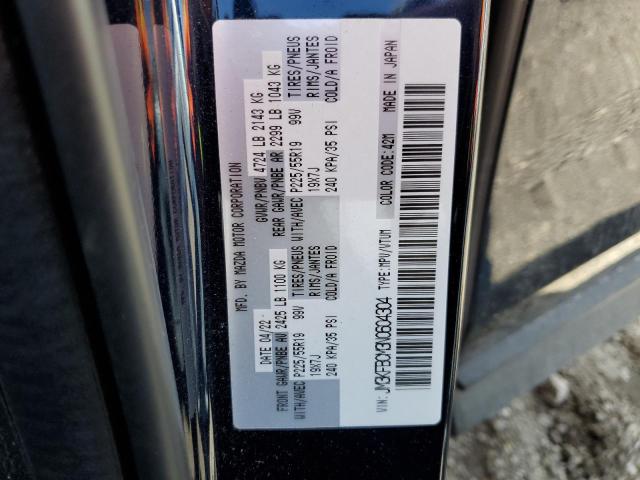 MFD. BY MAZDA MOTOR CORPORATION
DATE 04/22- GVWR/PNBV 4724 LB 2143 KG
FRONT GAWR/PNBE AV 2425 LB 1100 KG REAR GAWR/PNBE AR 2299 LB 1043 KG
WITH/AVEC P225/55R19 99V TIRES/PNEUS WITH/AVEC P225/55R19 99V TIRES/PNEUS
19X7J RIMS/JANTES 19X7J RIMS/JANTES
240 KPA/35 PSI COLD/A FROID 240 KPA/35 PSI COLD/A FROID
VIN: JM3KFBCM3N0604304 TYPE:MPV/VTUM COLOR CODE:42M MADE IN JAPAN